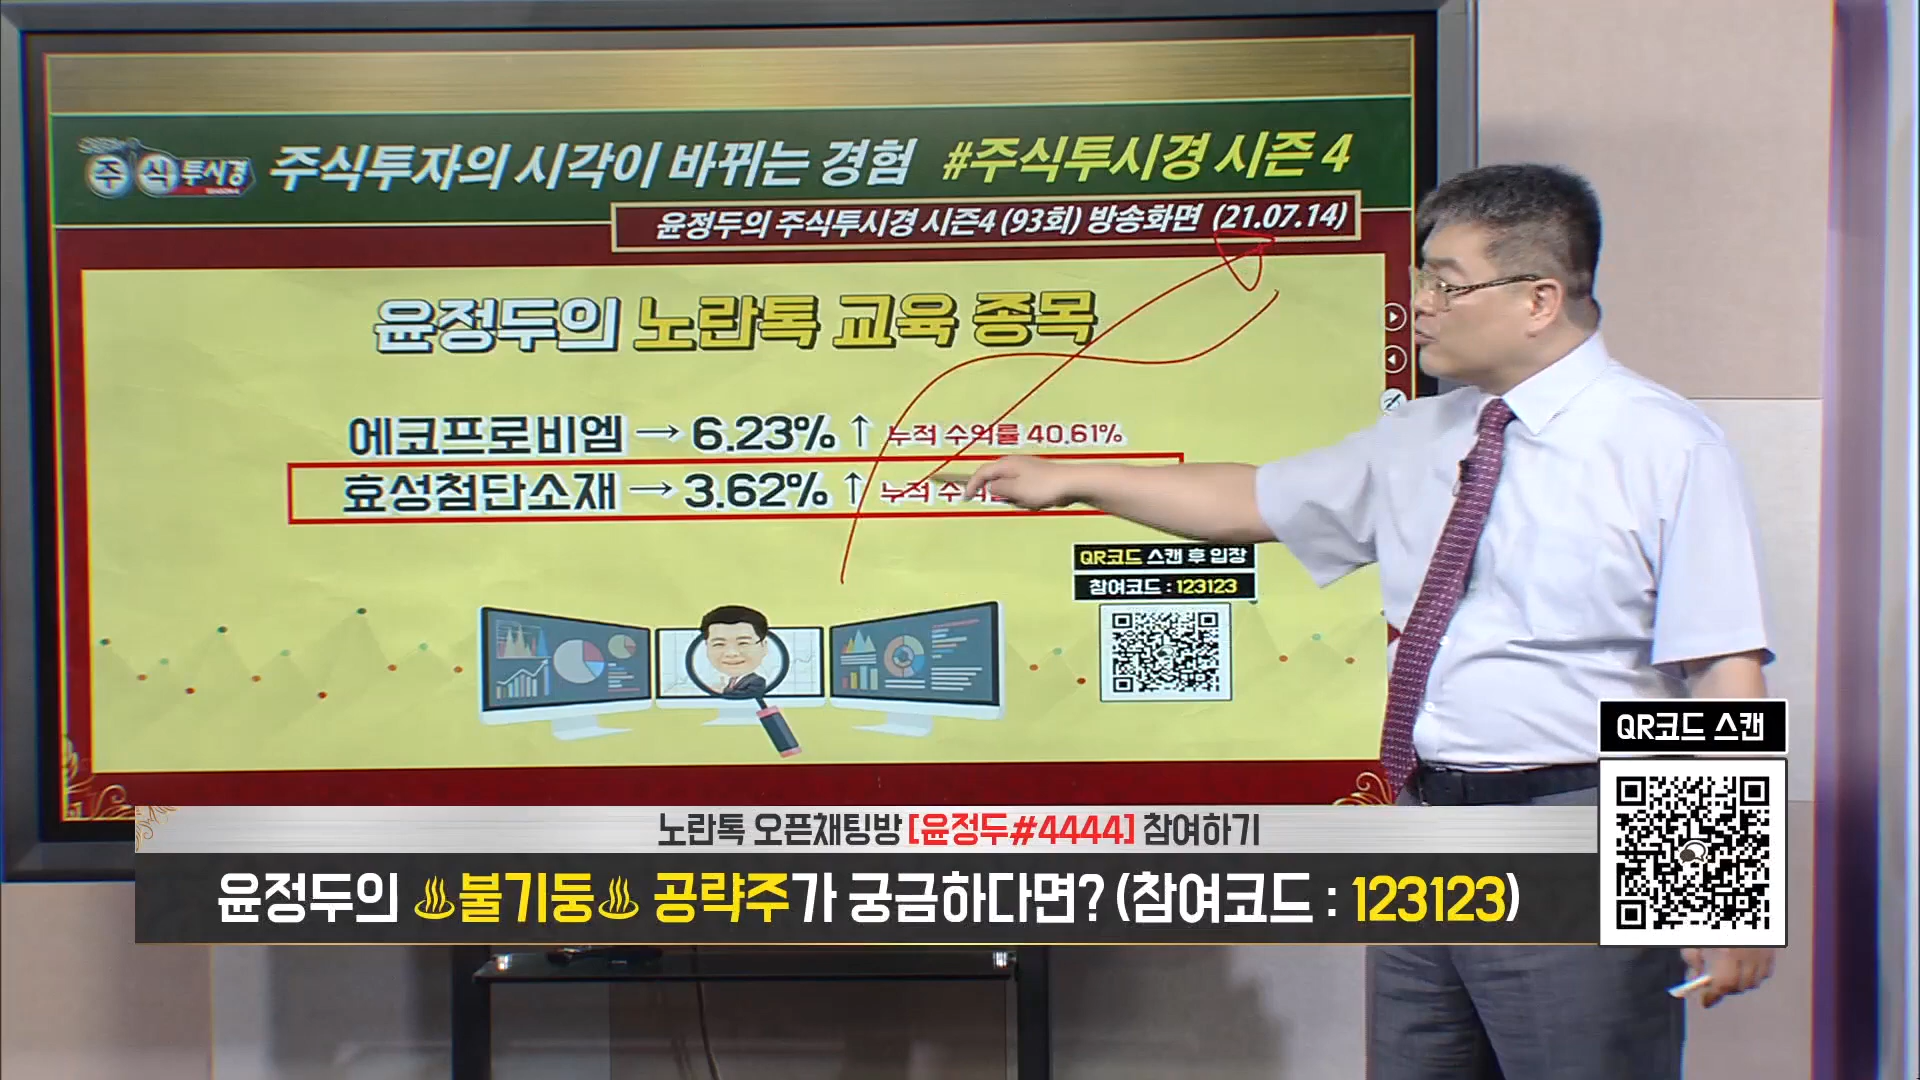 주식투시경 주식투자의 시각이 바뀌는 경험 #주식투시경 시즌 4
윤정두의 주식투시경 시즌4 (93회) 방송화면 (21.07.14)
윤정두의 노란톡 교육 종목
에코프로비엠 → 6.23% ↑ 누적 수익률 40.61%
효성첨단소재 → 3.62% ↑ 누적 수익률
QR코드 스캔 후 입장
참여코드 : 123123
QR코드 스캔
노란톡 오픈채팅방 [윤정두#4444] 참여하기
윤정두의 ♨불기둥♨ 공략주가 궁금하다면? (참여코드 : 123123)